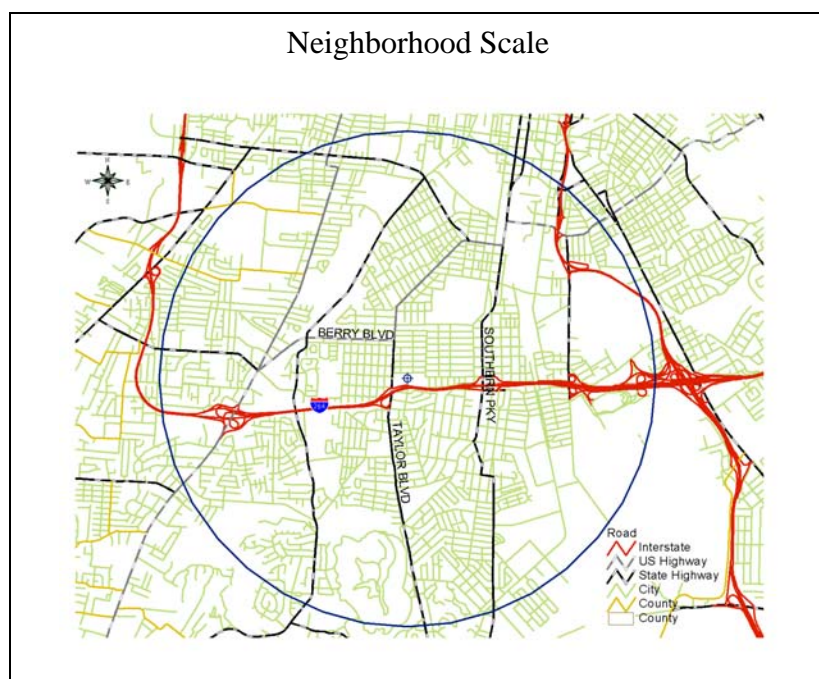 Neighborhood Scale
N
W
E
S
BERRY BLVD
SOUTHERN PKY
TAYLOR BLVD
Road
Interstate
US Highway
State Highway
City
County
County